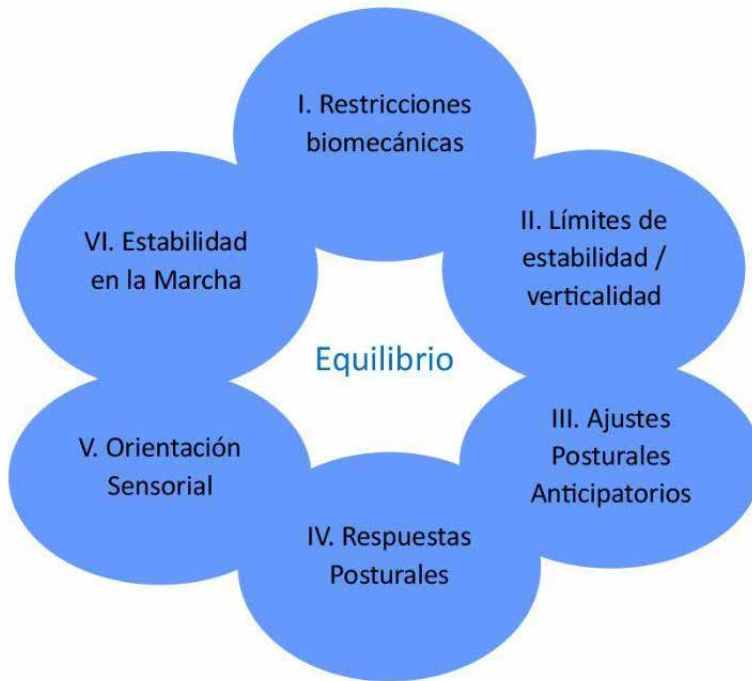 I. Restricciones
biomecánicas
II. Límites de
estabilidad /
verticalidad
III. Ajustes
Posturales
Anticipatorios
IV. Respuestas
Posturales
V. Orientación
Sensorial
VI. Estabilidad
en la Marcha
Equilibrio